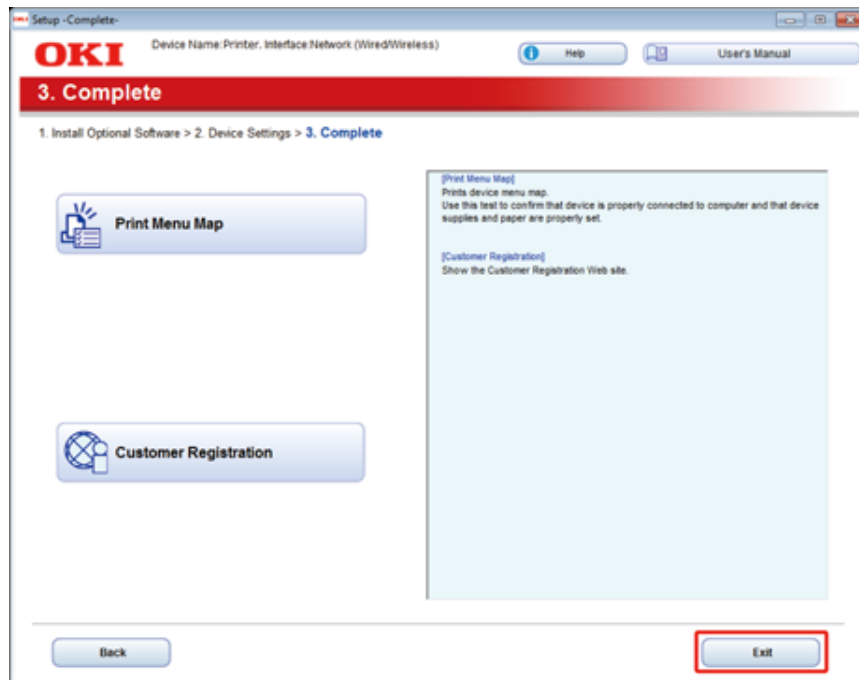 Setup -Complete-
OKI
Device Name:Printer, Interface:Network (Wired/Wireless)
Help
User's Manual
3. Complete
1. Install Optional Software > 2. Device Settings > 3. Complete
Print Menu Map
[Print Menu Map]
Prints device menu map.
Use this test to confirm that device is properly connected to computer and that device
supplies and paper are properly set.
[Customer Registration]
Show the Customer Registration Web site.
Customer Registration
Back
Exit